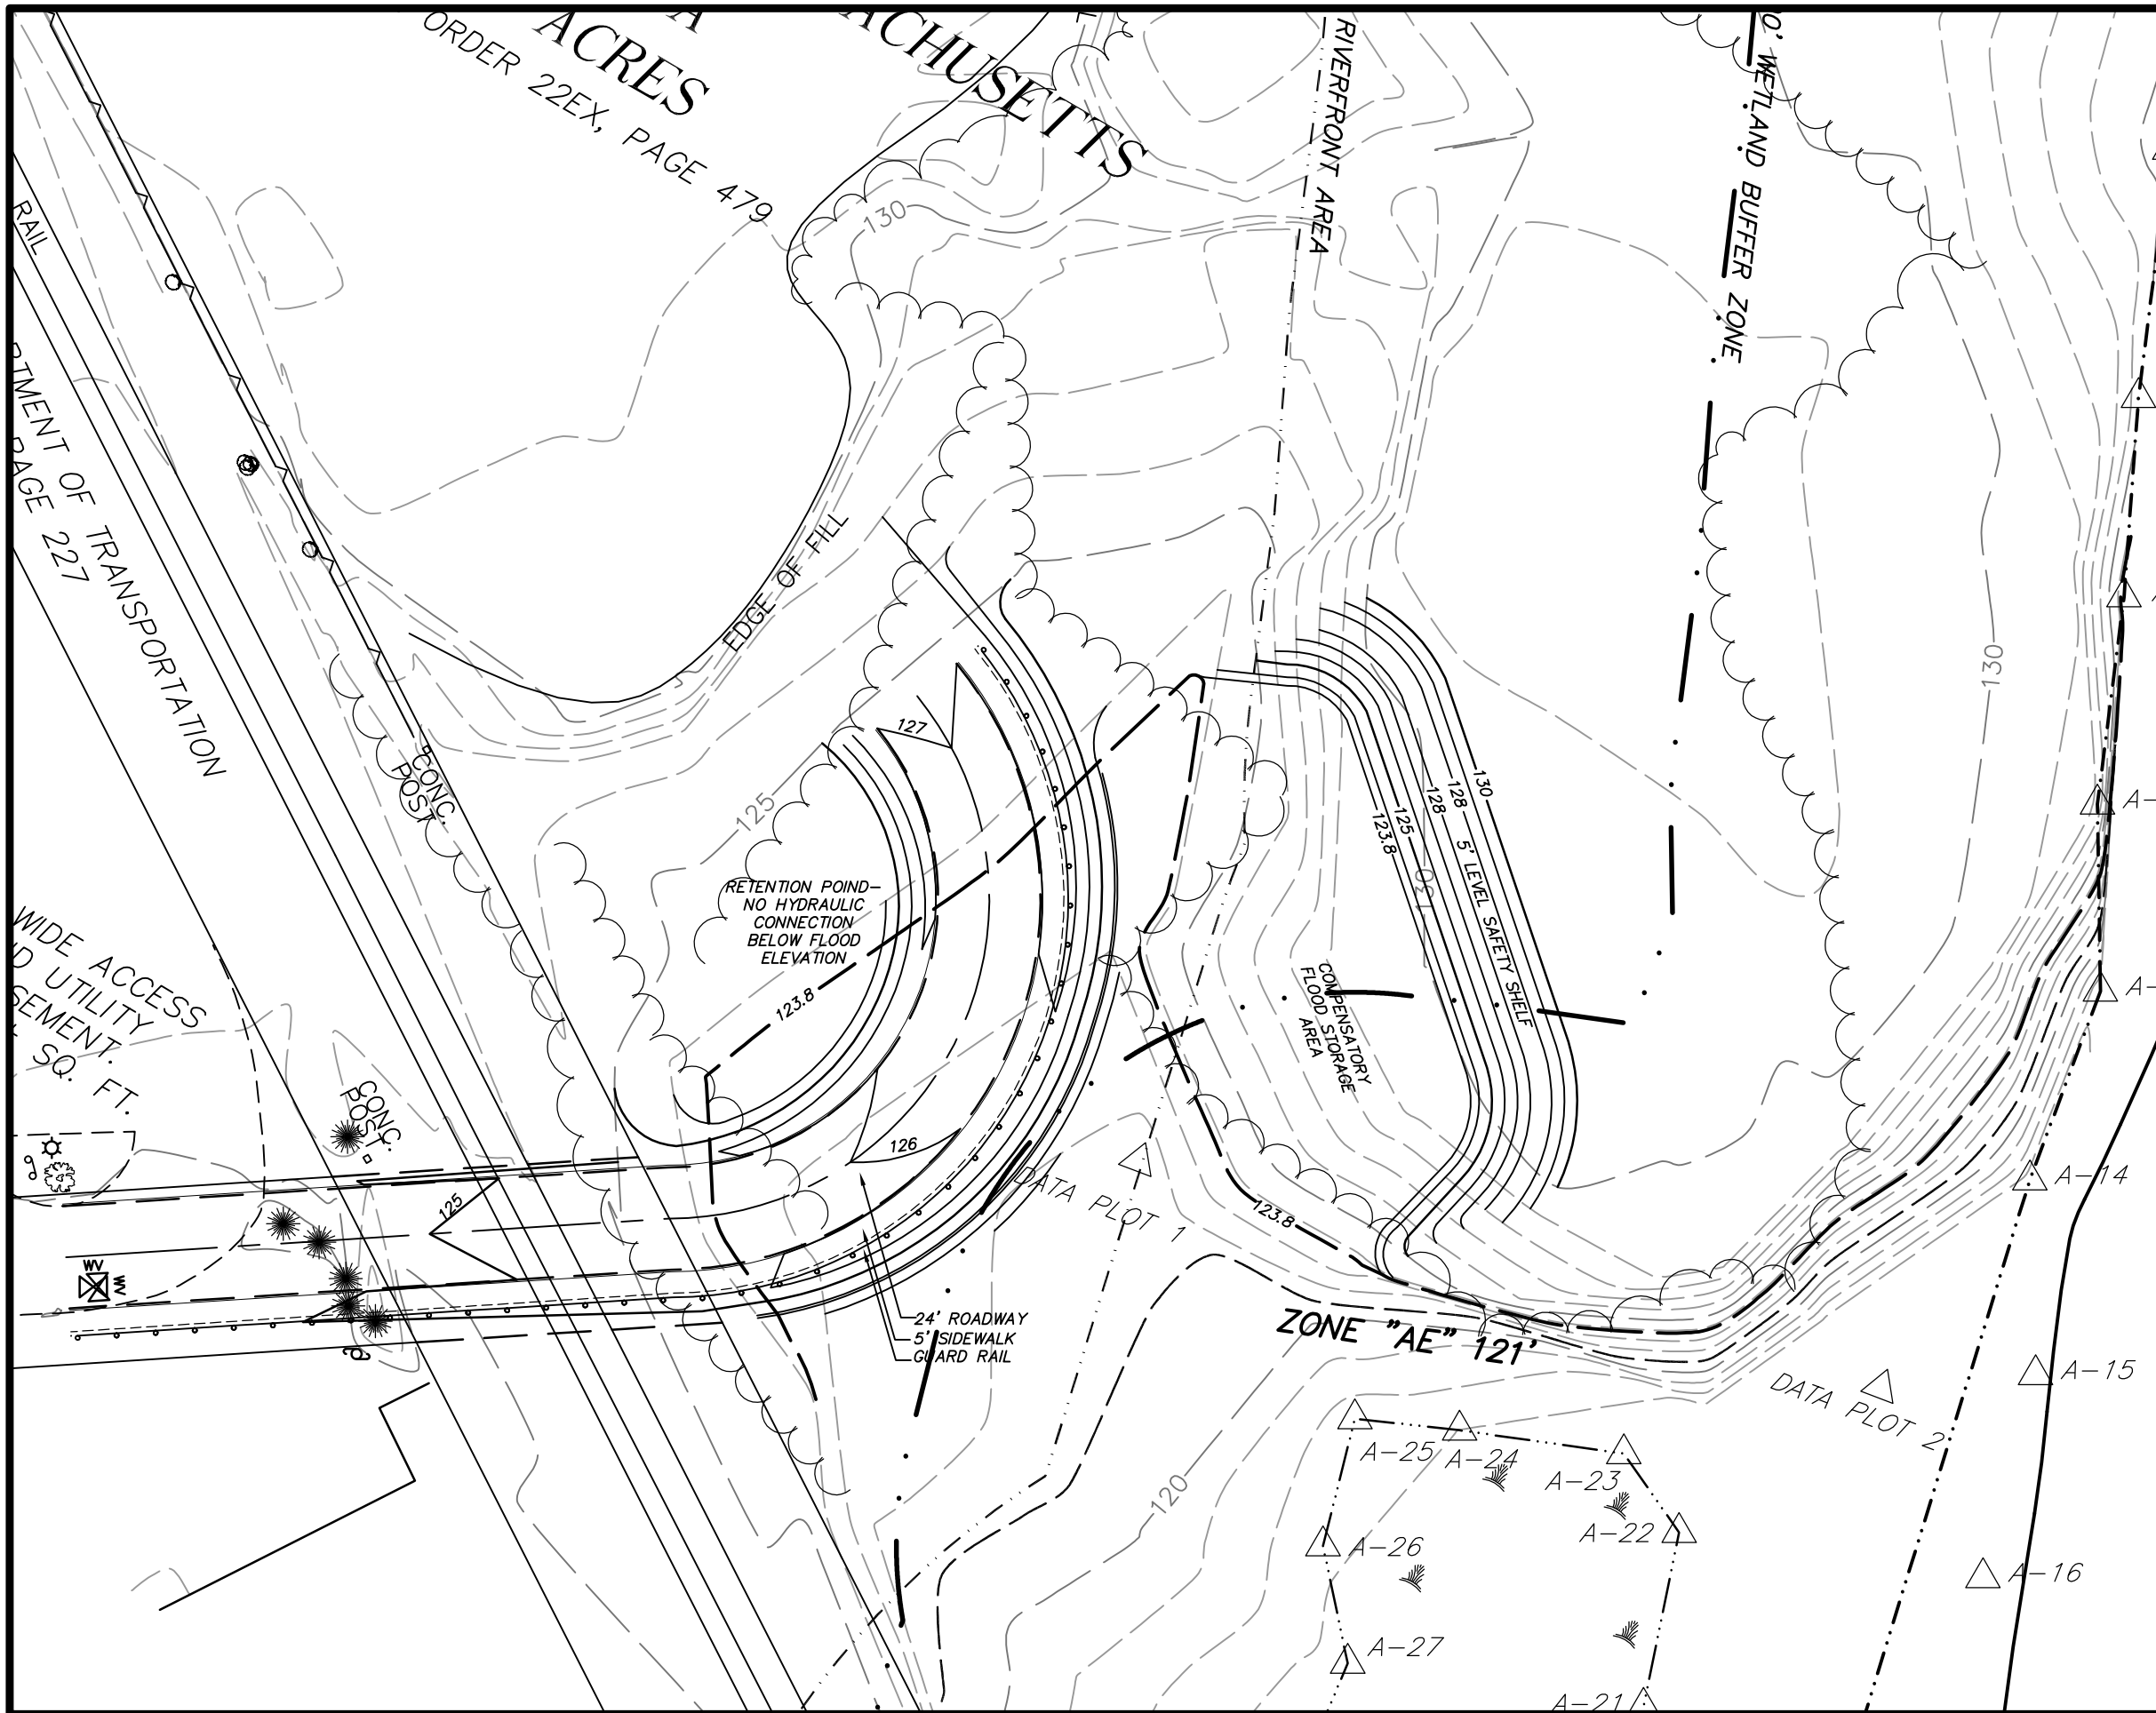 ACRES
ORDER 22EX, PAGE 479
ACHUSETTS
RIVERFRONT AREA
WETLAND BUFFER ZONE
RAIL
130
OF TRANSPORTATION
PAGE 227
EDGE OF FILL
130
127
CONC.
POST
125
130
128
128
125
123.8
5' LEVEL SAFETY SHELF
130
RETENTION POIND-
NO HYDRAULIC
CONNECTION
BELOW FLOOD
ELEVATION
123.8
WIDE ACCESS
UTILITY
SQ. FT.
COMPENSATORY
FLOOD STORAGE
AREA
CONC.
POST
126
125
DATA PLOT 1
123.8
A-14
WV
24' ROADWAY
5' SIDEWALK
GUARD RAIL
ZONE "AE" 121'
A-15
DATA PLOT 2
A-25
A-24
A-23
120
A-22
A-26
A-16
A-27
A-21